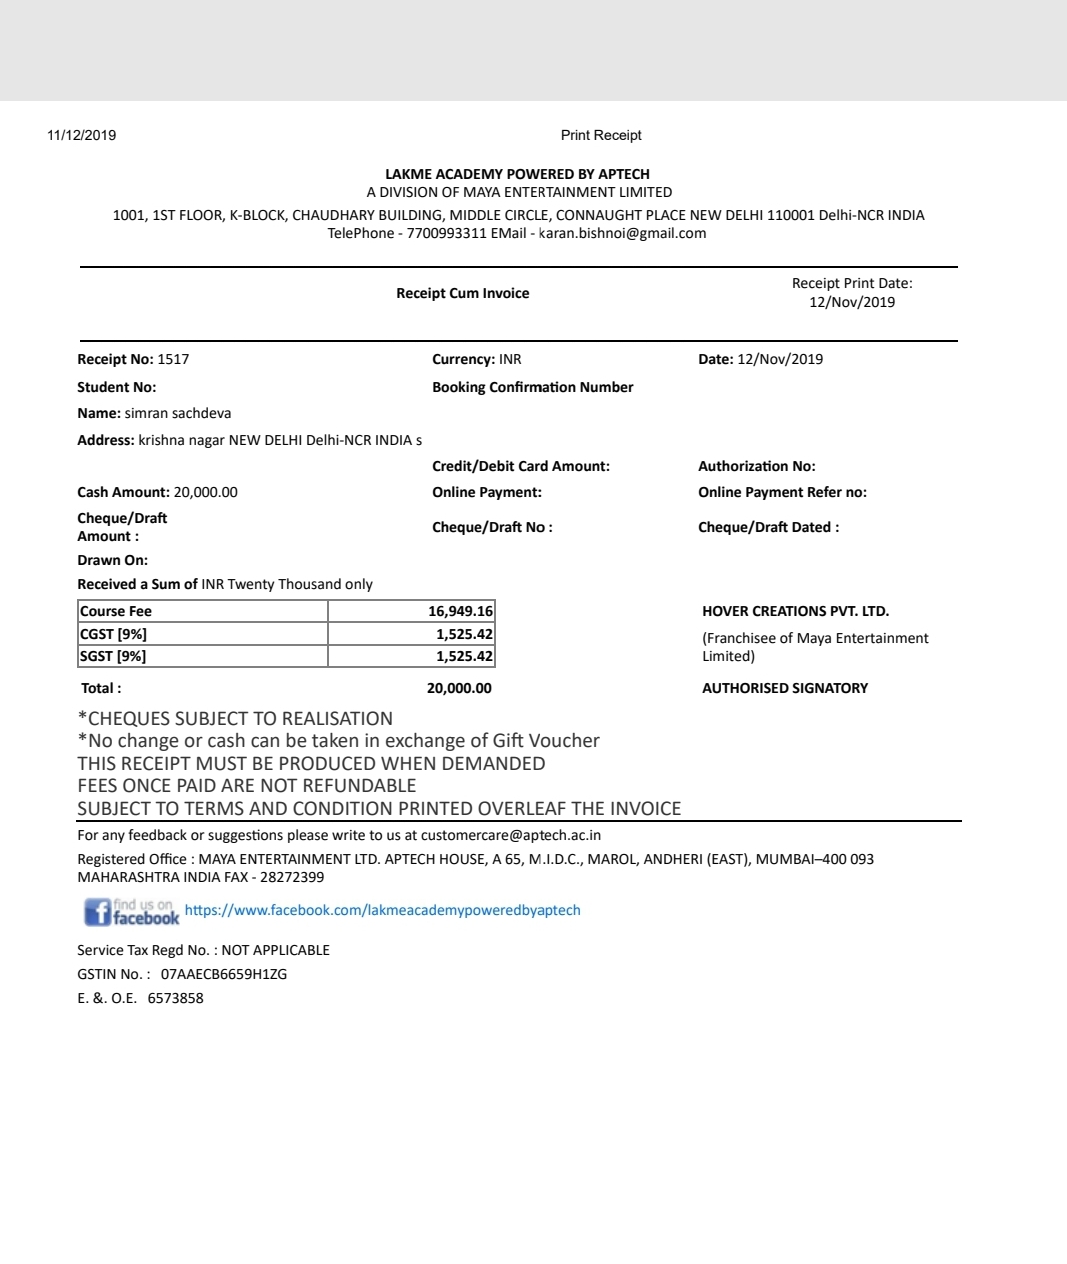 11/12/2019 Print Receipt
LAKME ACADEMY POWERED BY APTECH
A DIVISION OF MAYA ENTERTAINMENT LIMITED
1001, 1ST FLOOR, K-BLOCK, CHAUDHARY BUILDING, MIDDLE CIRCLE, CONNAUGHT PLACE NEW DELHI 110001 Delhi-NCR INDIA
TelePhone - 7700993311 EMail - karan.bishnoi@gmail.com
Receipt Cum Invoice
Receipt Print Date:
12/Nov/2019
Receipt No: 1517 Currency: INR Date: 12/Nov/2019
Student No: Booking Confirmation Number
Name: simran sachdeva
Address: krishna nagar NEW DELHI Delhi-NCR INDIA s
Credit/Debit Card Amount: Authorization No:
Cash Amount: 20,000.00 Online Payment: Online Payment Refer no:
Cheque/Draft
Amount : Cheque/Draft No : Cheque/Draft Dated :
Drawn On:
Received a Sum of INR Twenty Thousand only
Course Fee 16,949.16 HOVER CREATIONS PVT. LTD.
CGST [9%] 1,525.42 (Franchisee of Maya Entertainment
SGST [9%] 1,525.42 Limited)
Total : 20,000.00 AUTHORISED SIGNATORY
*CHEQUES SUBJECT TO REALISATION
*No change or cash can be taken in exchange of Gift Voucher
THIS RECEIPT MUST BE PRODUCED WHEN DEMANDED
FEES ONCE PAID ARE NOT REFUNDABLE
SUBJECT TO TERMS AND CONDITION PRINTED OVERLEAF THE INVOICE
For any feedback or suggestions please write to us at customercare@aptech.ac.in
Registered Office : MAYA ENTERTAINMENT LTD. APTECH HOUSE, A 65, M.I.D.C., MAROL, ANDHERI (EAST), MUMBAI–400 093
MAHARASHTRA INDIA FAX - 28272399
find us on
facebook https://www.facebook.com/lakmeacademypoweredbyaptech
Service Tax Regd No. : NOT APPLICABLE
GSTIN No. : 07AAECB6659H1ZG
E. &. O.E. 6573858